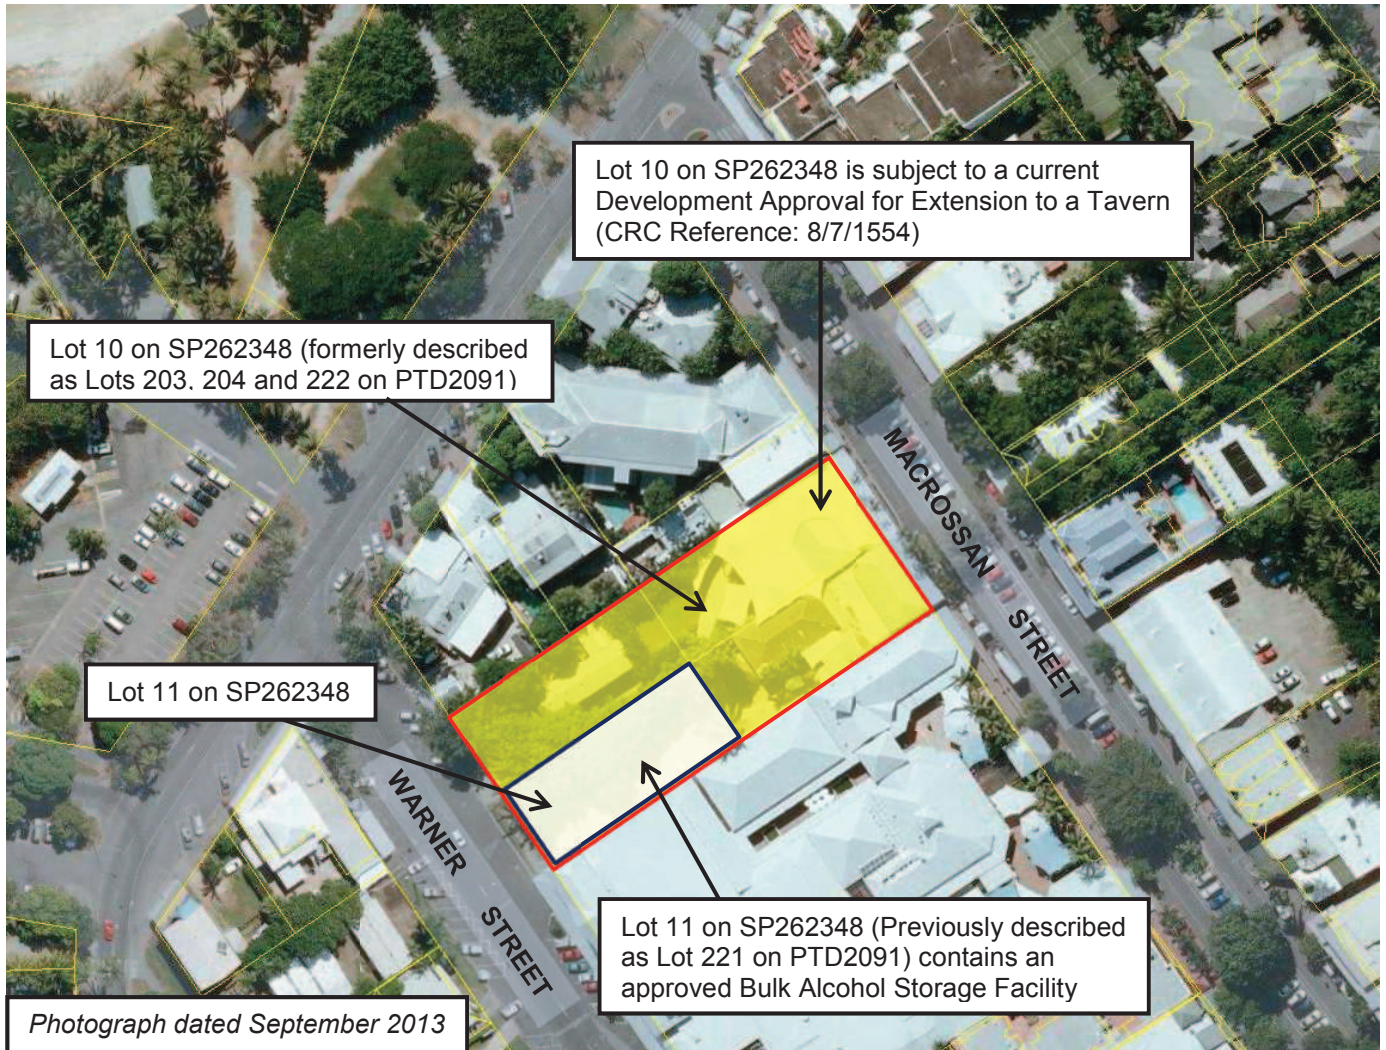 Lot 10 on SP262348 is subject to a current
Development Approval for Extension to a Tavern
(CRC Reference: 8/7/1554)
Lot 10 on SP262348 (formerly described
as Lots 203, 204 and 222 on PTD2091)
MACROSSAN
STREET
Lot 11 on SP262348
WARNER
STREET
Lot 11 on SP262348 (Previously described
as Lot 221 on PTD2091) contains an
approved Bulk Alcohol Storage Facility
Photograph dated September 2013